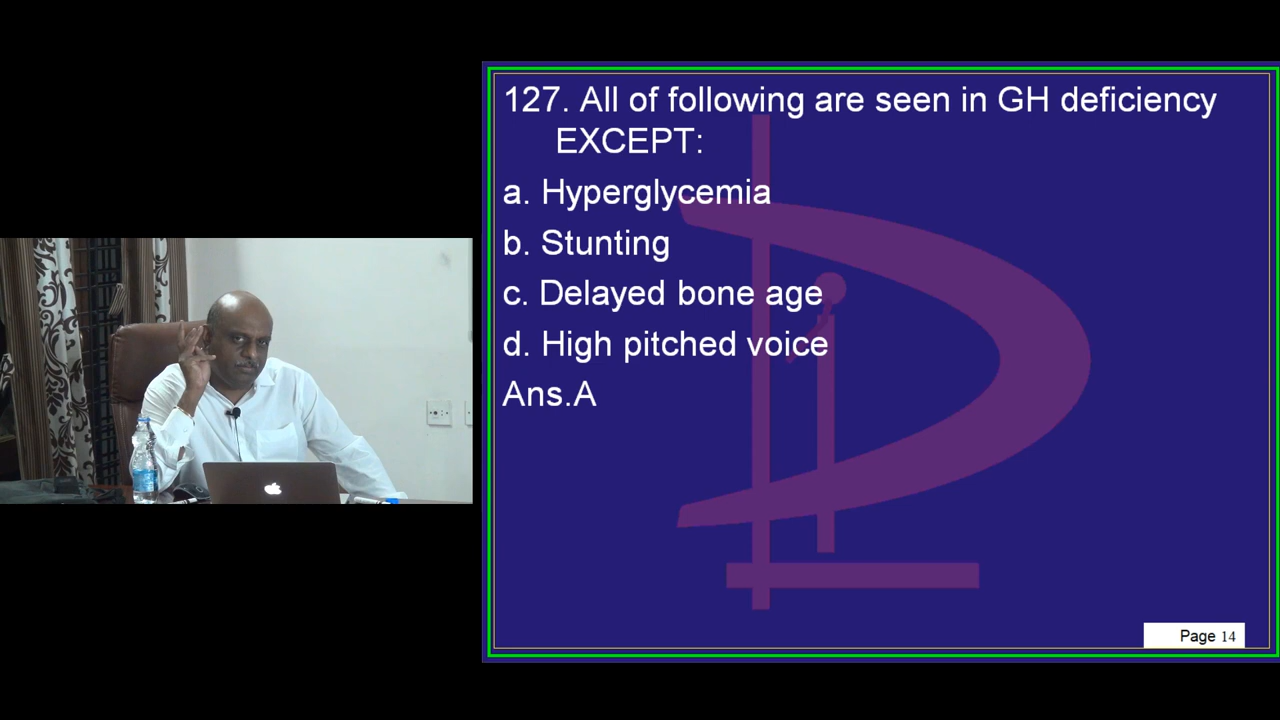 127. All of following are seen in GH deficiency
EXCEPT:
a. Hyperglycemia
b. Stunting
c. Delayed bone age
d. High pitched voice
Ans.A
Page 14